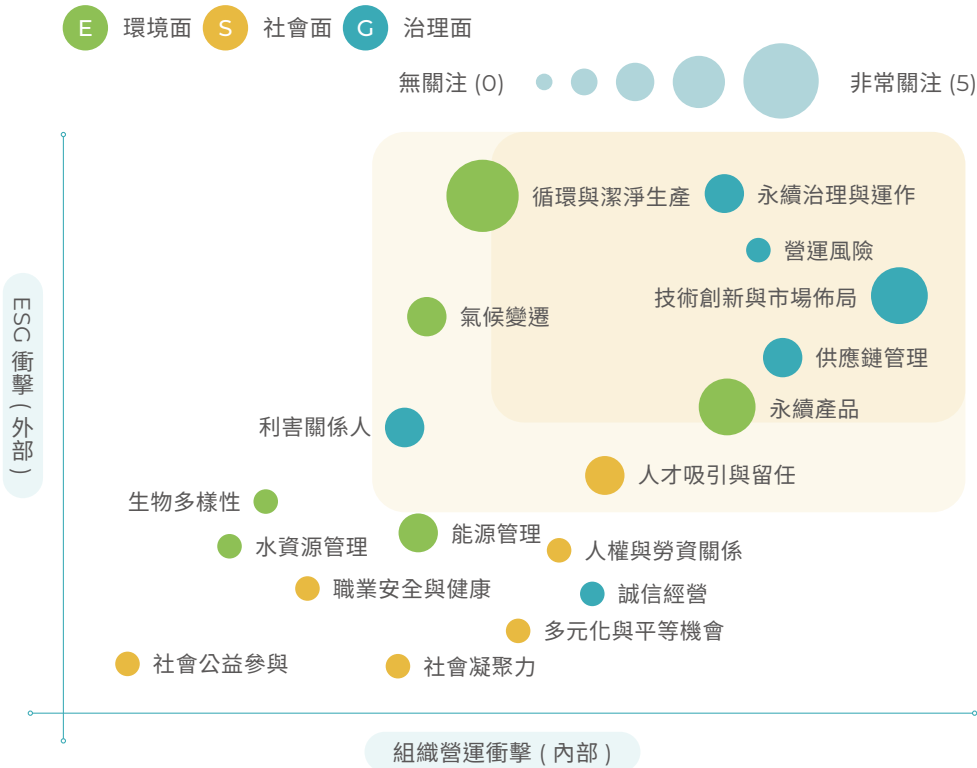 E 環境面 S 社會面 G 治理面
無關注 (0) 非常關注 (5)
循環與潔淨生產
永續治理與運作
營運風險
技術創新與市場佈局
氣候變遷
供應鏈管理
永續產品
利害關係人
人才吸引與留任
生物多樣性
能源管理
水資源管理
人權與勞資關係
職業安全與健康
誠信經營
多元化與平等機會
社會公益參與
社會凝聚力
ESG 衝擊 ( 外部 )
組織營運衝擊 ( 內部 )